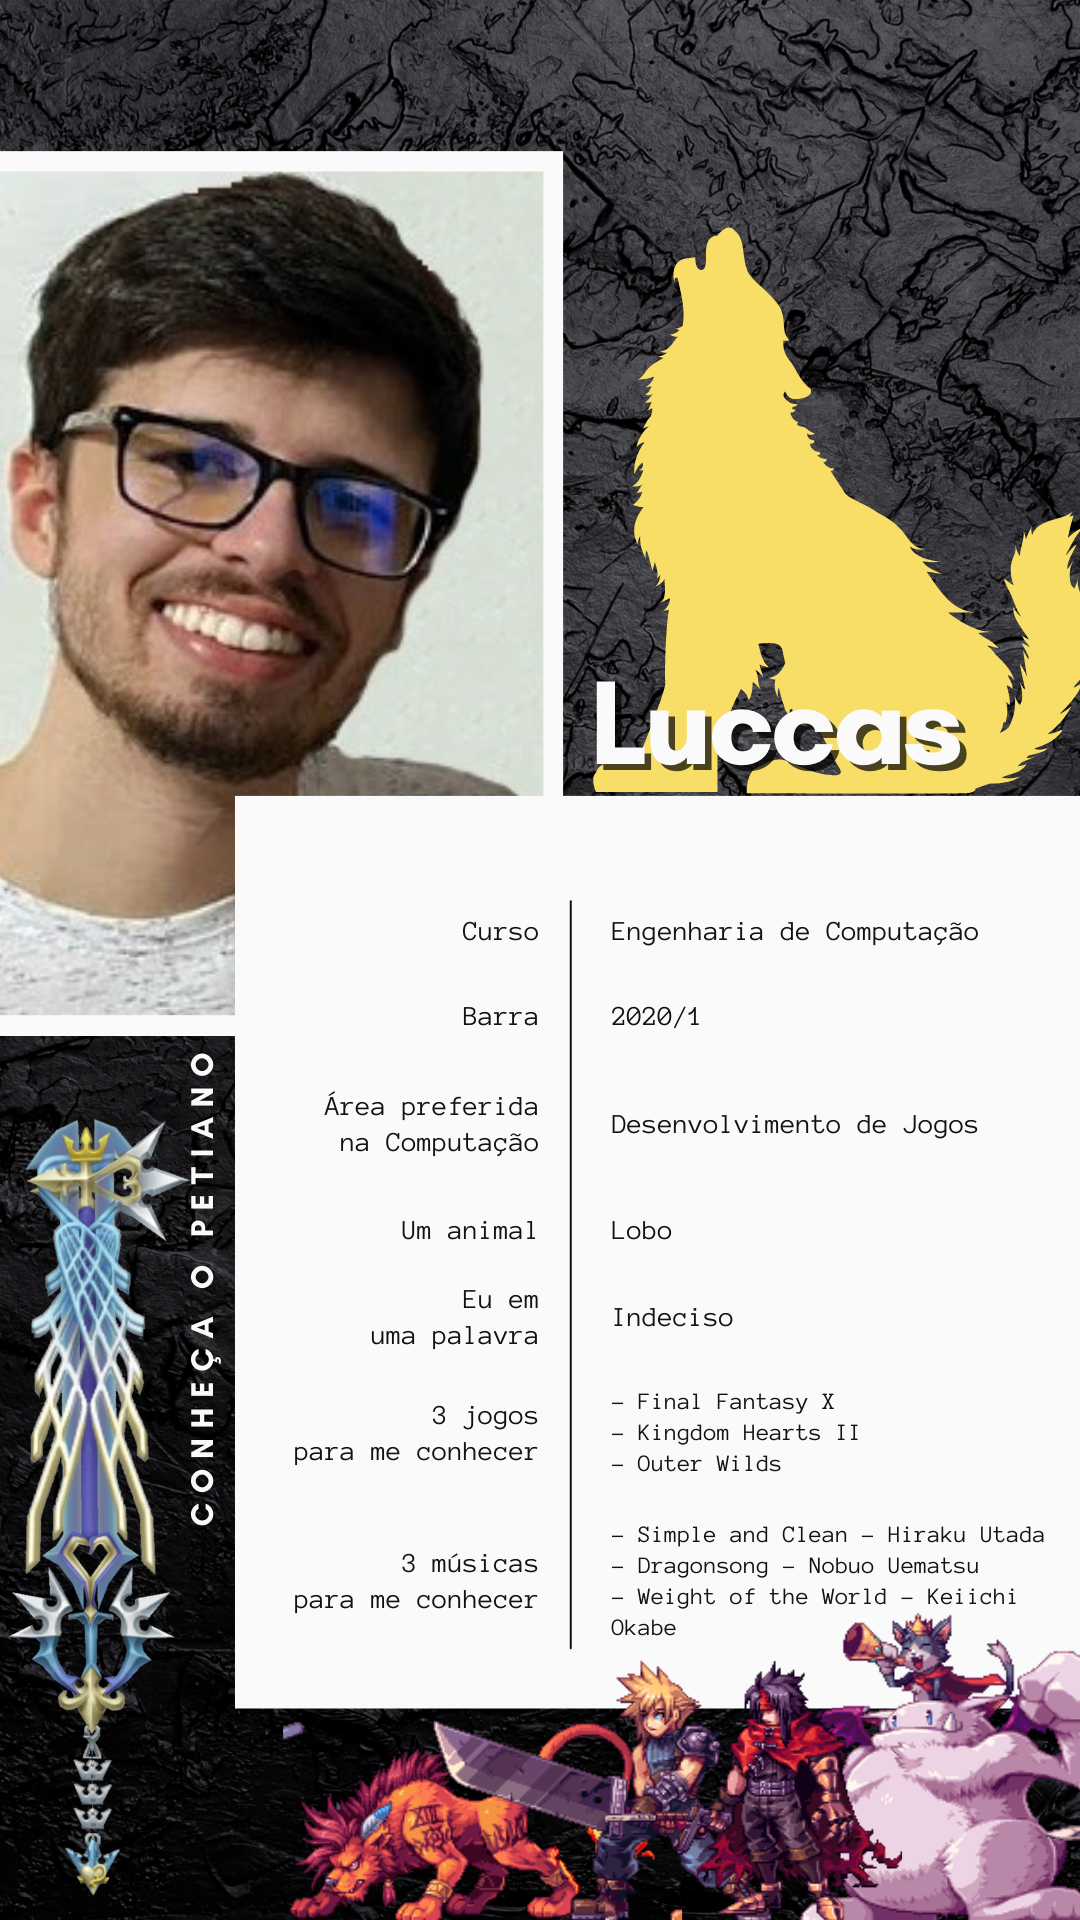 Luccas
CONHEÇA O PETIANO
Curso
Engenharia de Computação
Barra
2020/1
Área preferida
na Computação
Desenvolvimento de Jogos
Um animal
Lobo
Eu em
uma palavra
Indeciso
3 jogos
para me conhecer
- Final Fantasy X
- Kingdom Hearts II
- Outer Wilds
3 músicas
para me conhecer
- Simple and Clean - Hiraku Utada
- Dragonsong - Nobuo Uematsu
- Weight of the World - Keiichi
Okabe
XIII